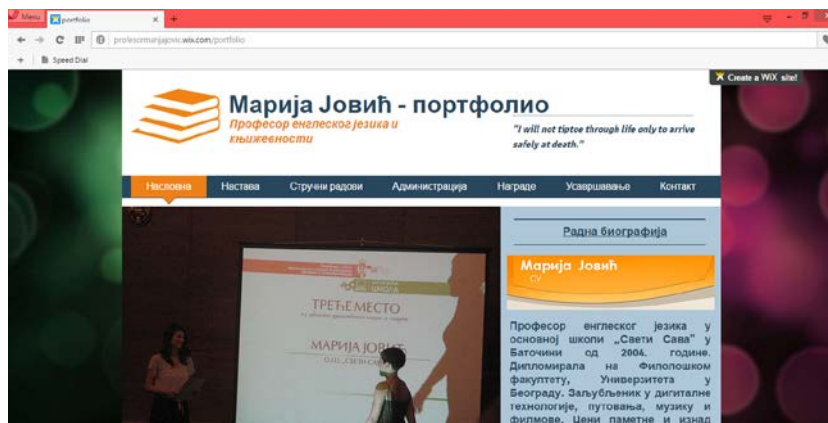 Menu
portfolio
profesormarijajovic.wix.com/portfolio
Speed Dial
Create a WiX site!
Марија Јовић - портфолио
Професор енглеског језика и
књижевности
"I will not tiptoe through life only to arrive
safely at death."
Насловна Настава Стручни радови Администрација Награде Усавршавање Контакт
ТРЕЋЕ МЕСТО
МАРИЈА ЈОВИЋ
Радна биографија
Марија Јовић
CV
Професор енглеског језика у
основној школи „Свети Сава" у
Баточини од 2004. године.
Дипломирала на Филолошком
факултету, Универзитета у
Београду. Заљубљеник у дигиталне
технологије, путовања, музику и
филмове. Цени паметне и изнад